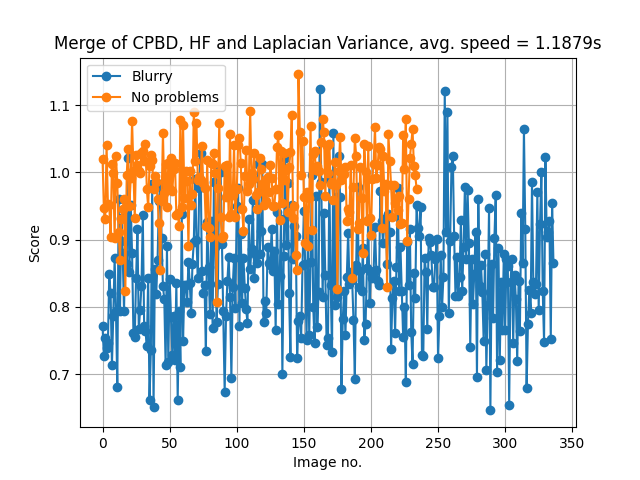 Merge of CPBD, HF and Laplacian Variance, avg. speed = 1.1879s
Blurry
No problems
1.1
1.0
0.9
0.8
0.7
Score
0 50 100 150 200 250 300 350
Image no.